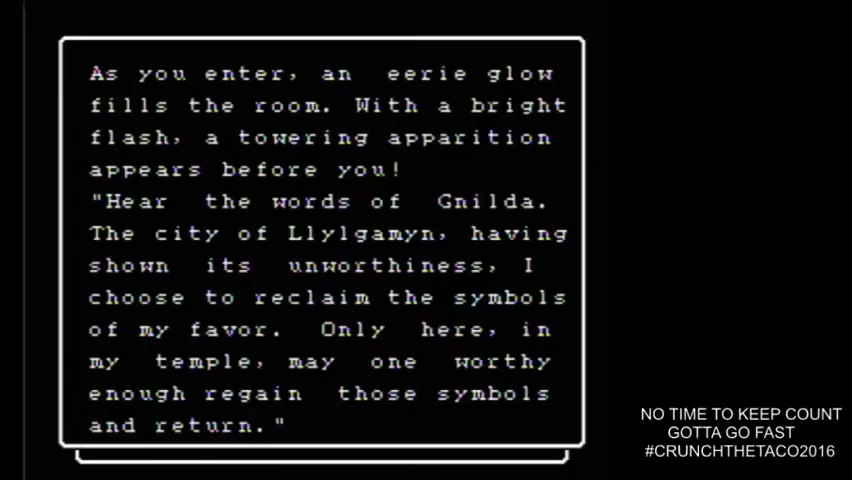 As you enter, an eerie glow
fills the room. With a bright
flash, a towering apparition
appears before you!
"Hear the words of Gnilda.
The city of Llylgamyn, having
shown its unworthiness, I
choose to reclaim the symbols
of my favor. Only here, in
my temple, may one worthy
enough regain those symbols
and return."
NO TIME TO KEEP COUNT
GOTTA GO FAST
#CRUNCHTHETACO2016